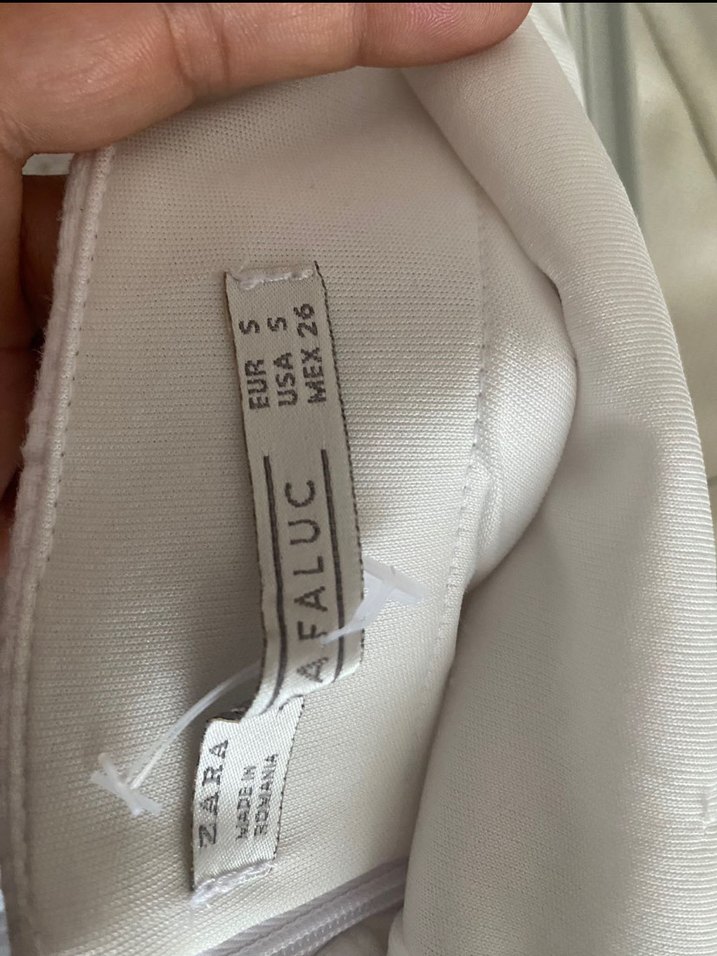 ZARA
MADE IN
ROMANIA
AFALUC
EUR S
USA S
MEX 26